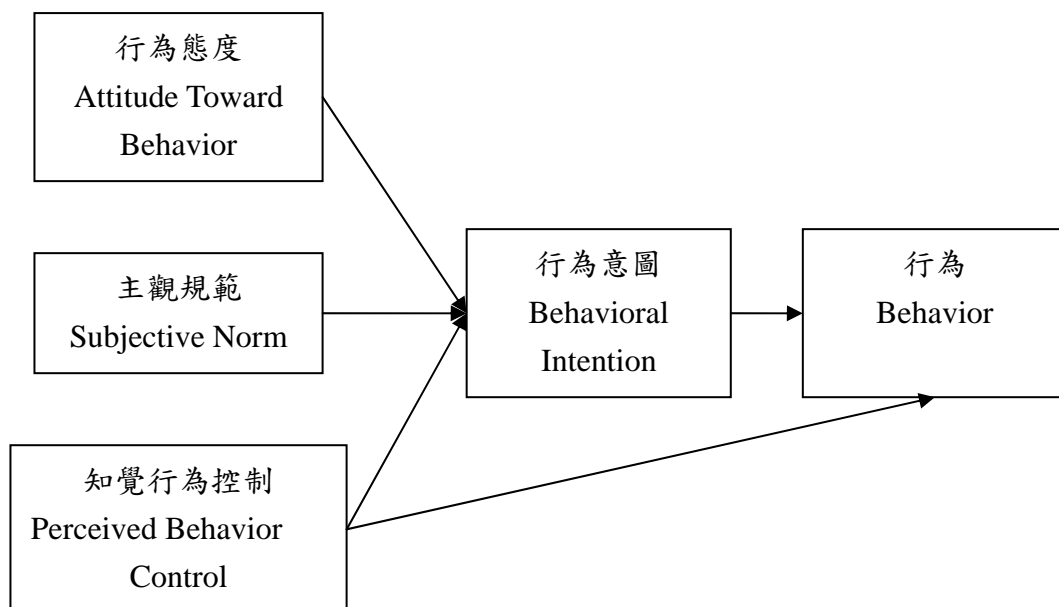 行為態度
Attitude Toward
Behavior
主觀規範
Subjective Norm
知覺行為控制
Perceived Behavior
Control
行為意圖
Behavioral
Intention
行為
Behavior